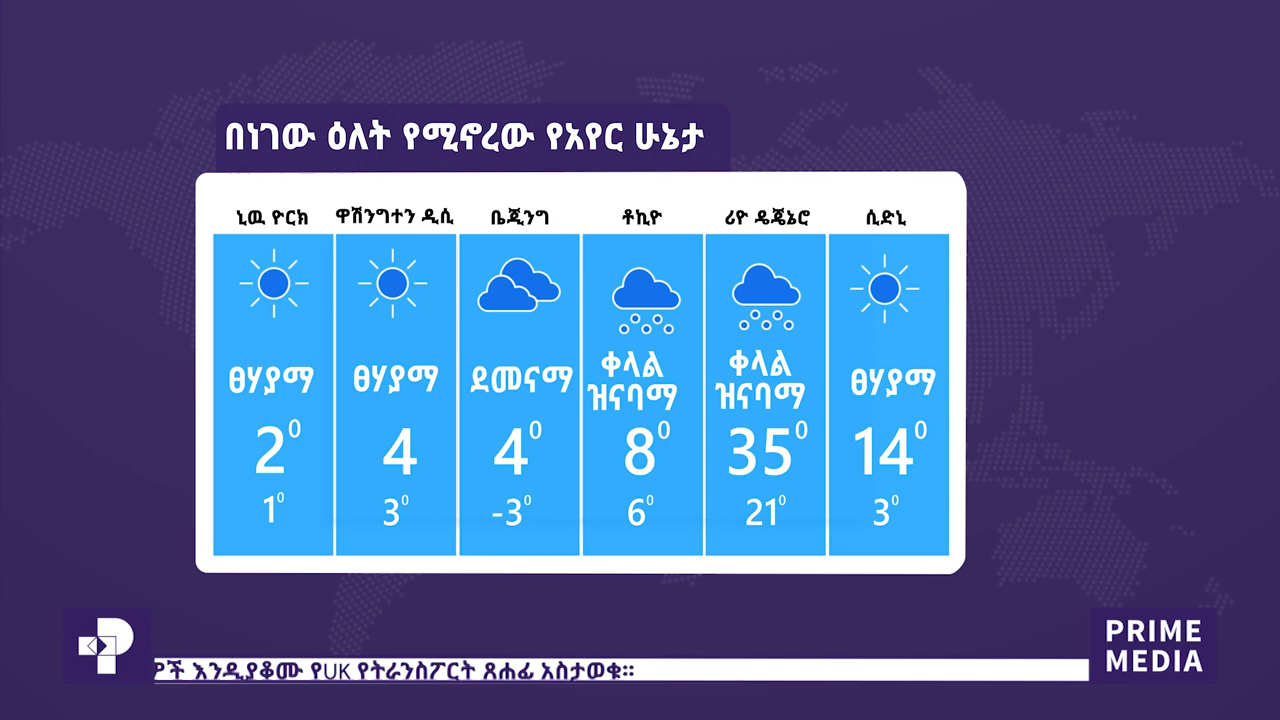 በነገው ዕለት የሚኖረው የአየር ሁኔታ
ኒዉ ዮርክ
ፀሃያማ
2⁰
1⁰
ዋሽንግተን ዲሲ
ፀሃያማ
4
3⁰
ቤጂንግ
ደመናማ
4⁰
-3⁰
ቶኪዮ
ቀላል
ዝናባማ
8⁰
6⁰
ሪዮ ዴጄኔሮ
ቀላል
ዝናባማ
35⁰
21⁰
ሲድኒ
ፀሃያማ
14⁰
3⁰
እንዲያቆሙ የUK የትራንስፖርት ጸሐፊ አስታወቁ።
PRIME
MEDIA